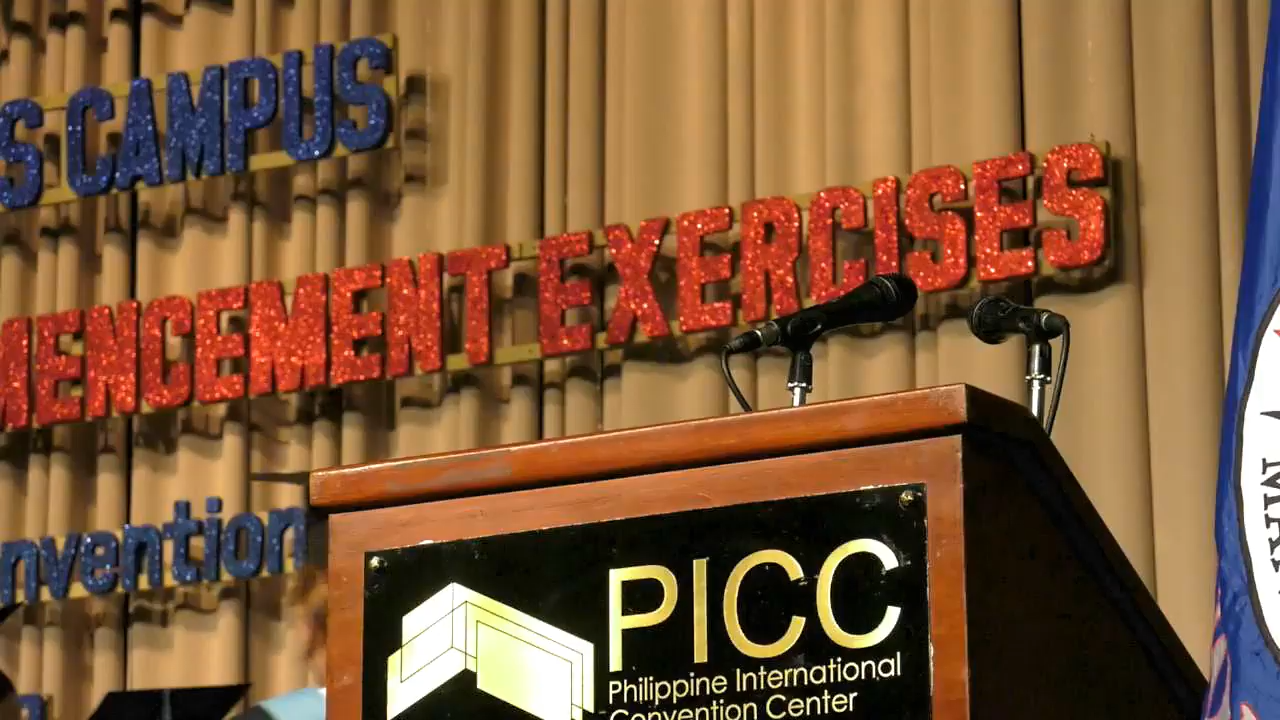 S CAMPUS
MENCEMENT EXERCISES
nvention
PICC
Philippine International
Convention Center